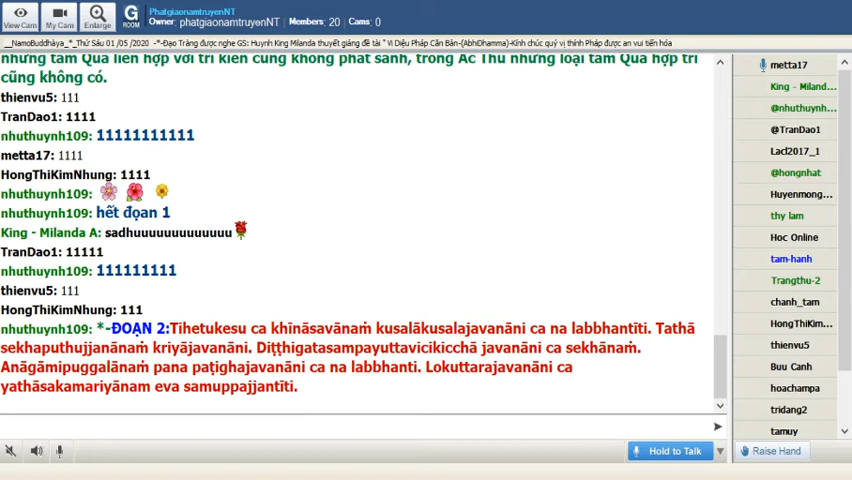 PhatgiaonamtruyenNT
Owner: phatgiaonamtruyenNT Members: 20 Cams: 0
View Cam
My Cam
Enlarge
G
ROOM
__NamoBuddhàya_*_Thứ Sáu 01 /05 /2020 -*-Đạo Tràng được nghe GS: Huynh King Milanda thuyết giảng đề tài " Vi Diệu Pháp Căn Bản-(AbhiDhamma)-Kính chúc quý vị thính Pháp được an vui tiến hóa
những tâm Quả liên hợp với trí kiên cũng không phát sanh, trong Ác Thú những loại tâm Quả hợp trí
cũng không có.
thienvu5: 111
TranDao1: 1111
nhuthuynh109: 11111111111
metta17: 1111
HongThiKimNhung: 1111
nhuthuynh109:
nhuthuynh109: hết đọan 1
King - Milanda A: sadhuuuuuuuuuuuuu
TranDao1: 11111
nhuthuynh109: 111111111
thienvu5: 111
HongThiKimNhung: 111
nhuthuynh109: *-ĐOẠN 2:Tihetukesu ca khīnāsavānaṁ kusalākusalajavanāni ca na labbhantīti. Tathā
sekhaputhujjanānaṁ kriyājavanāni. Diṭṭhigatasampayuttavicikicchā javanāni ca sekhānaṁ.
Anāgāmipuggalānaṁ pana paṭighajavanāni ca na labbhanti. Lokuttarajavanāni ca
yathāsakamariyānam eva samuppajjantīti.
metta17
King - Miland...
@nhuthuynh...
@TranDao1
Lacl2017_1
@hongnhat
Huyenmong...
thy lam
Hoc Online
tam-hanh
Trangthu-2
chanh_tam
HongThiKim...
thienvu5
Buu Canh
hoachampa
tridang2
tamuy
Hold to Talk
Raise Hand